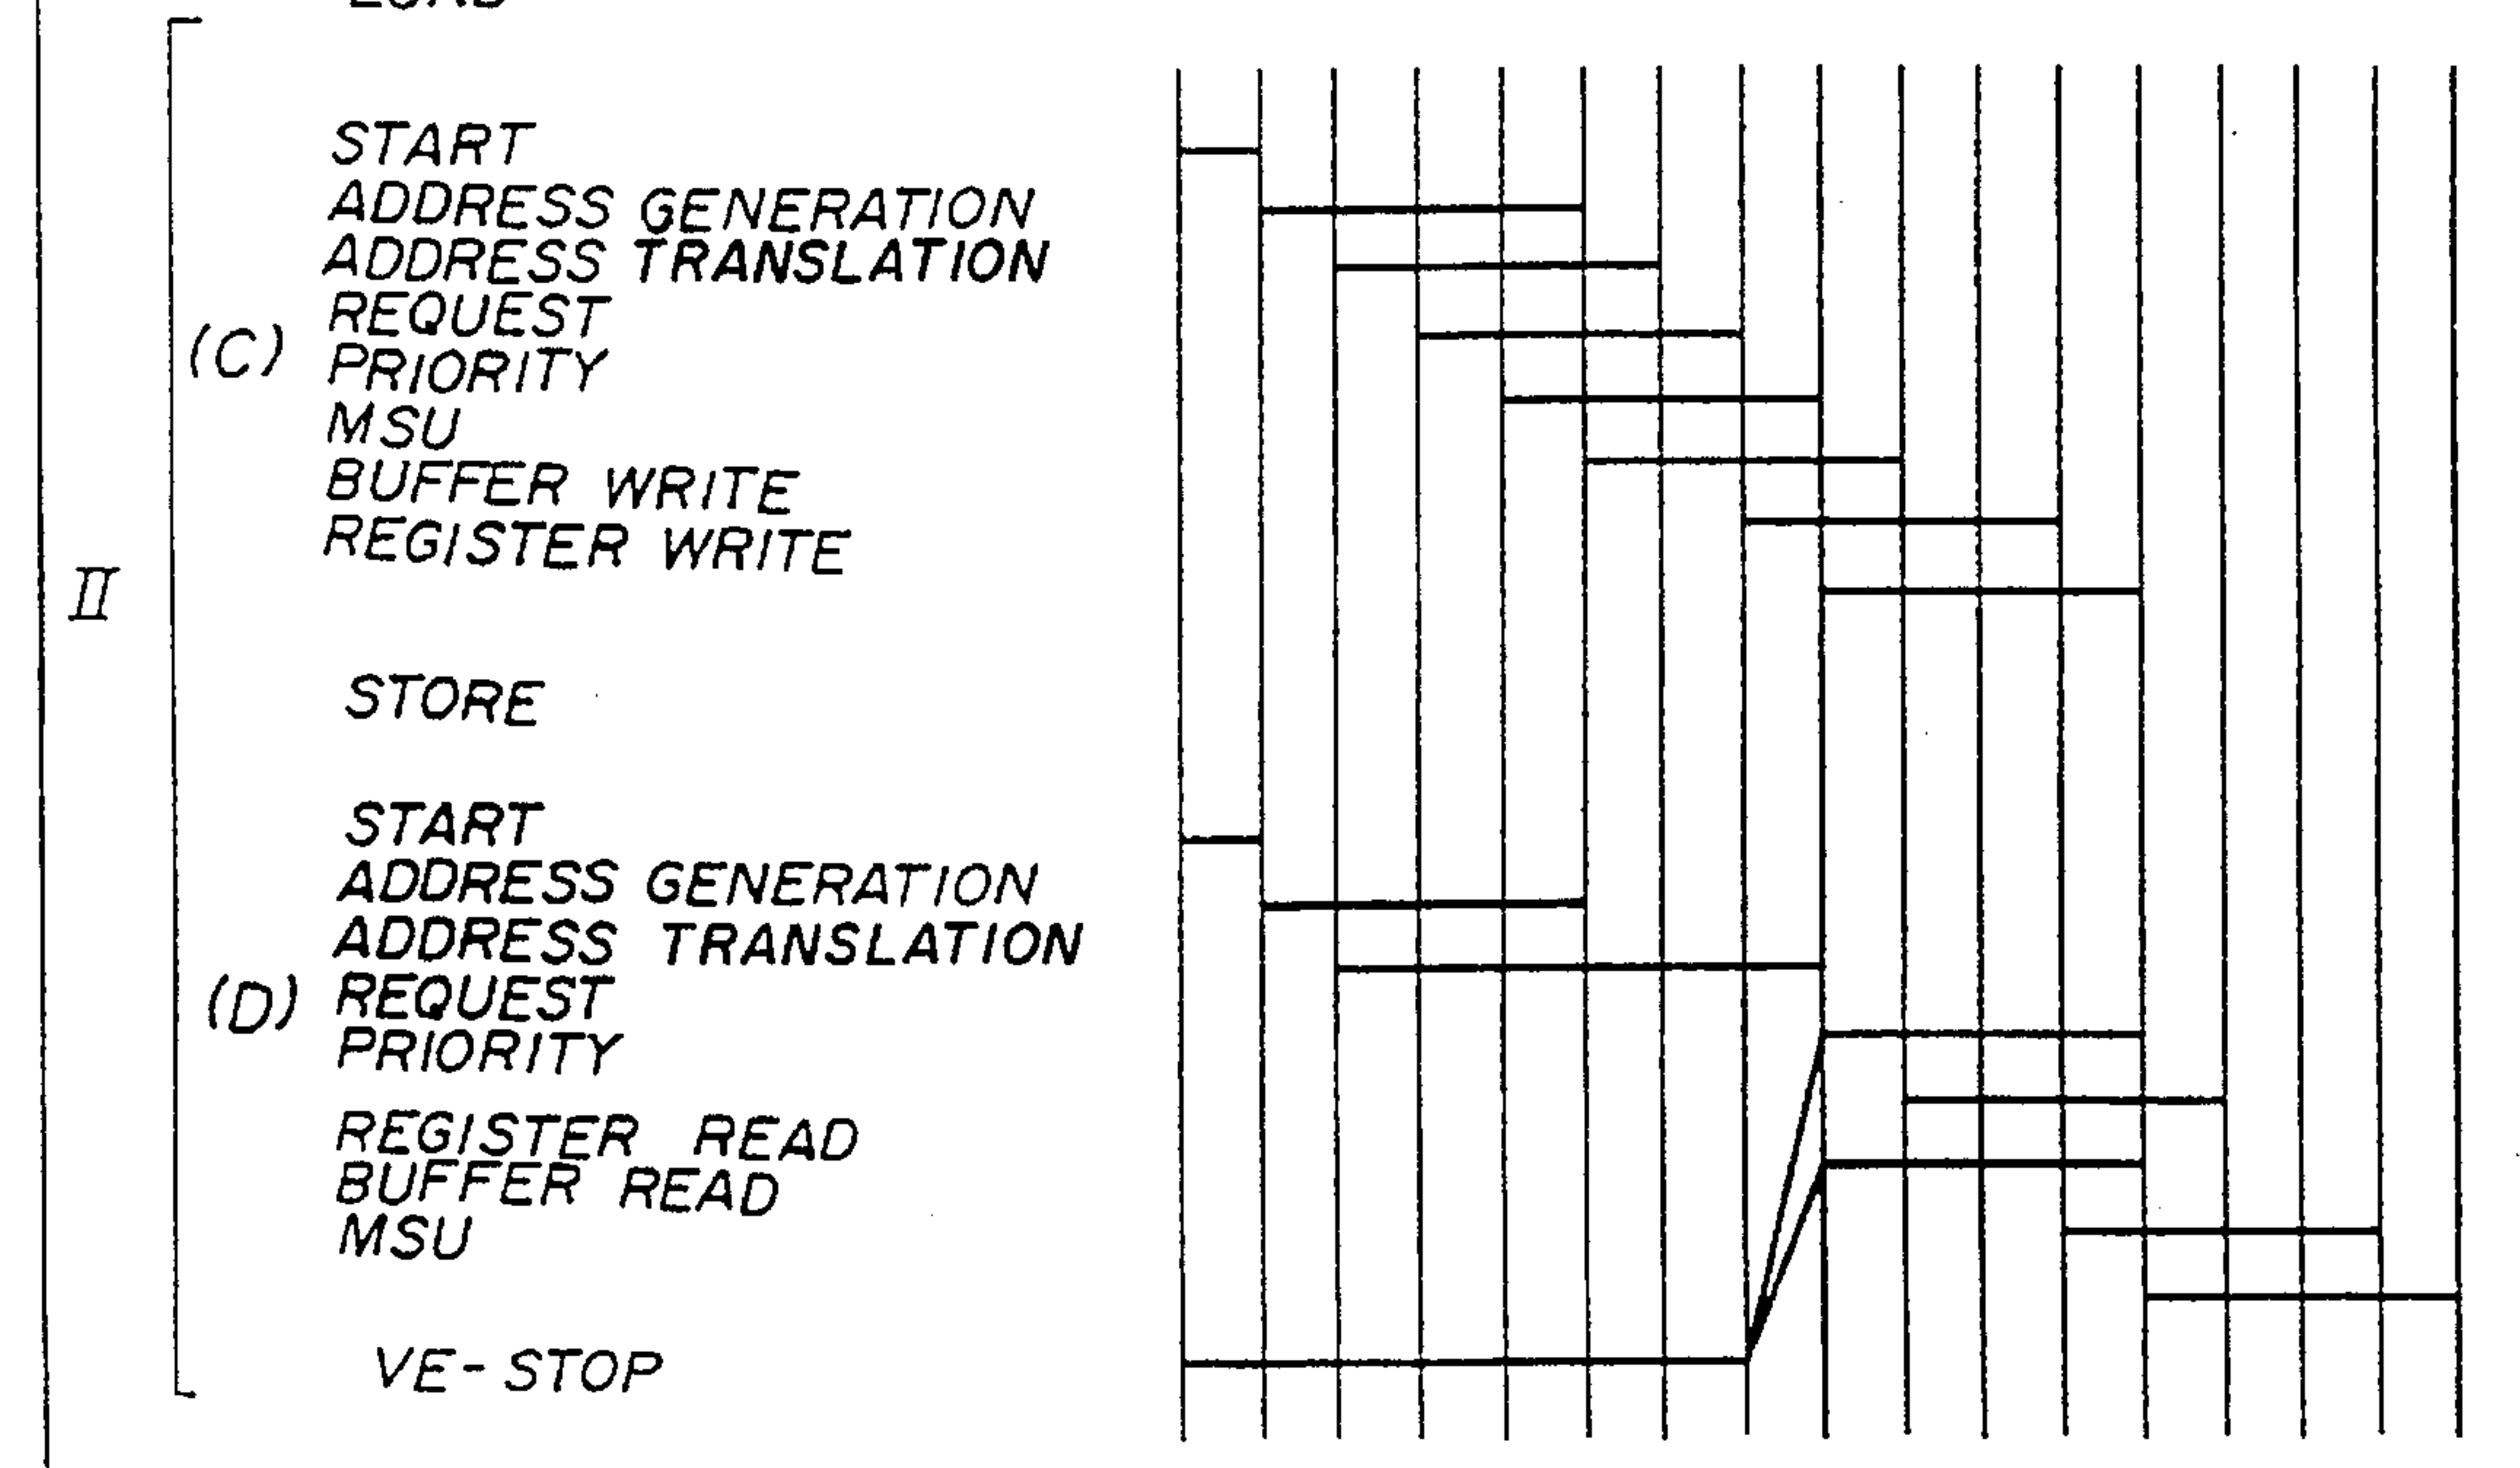 START
ADDRESS GENERATION
ADDRESS TRANSLATION
REQUEST
(C)
PRIORITY
MSU
BUFFER WRITE
REGISTER WRITE
II
STORE
START
ADDRESS GENERATION
ADDRESS TRANSLATION
(D)
REQUEST
PRIORITY
REGISTER READ
BUFFER READ
MSU
VE-STOP